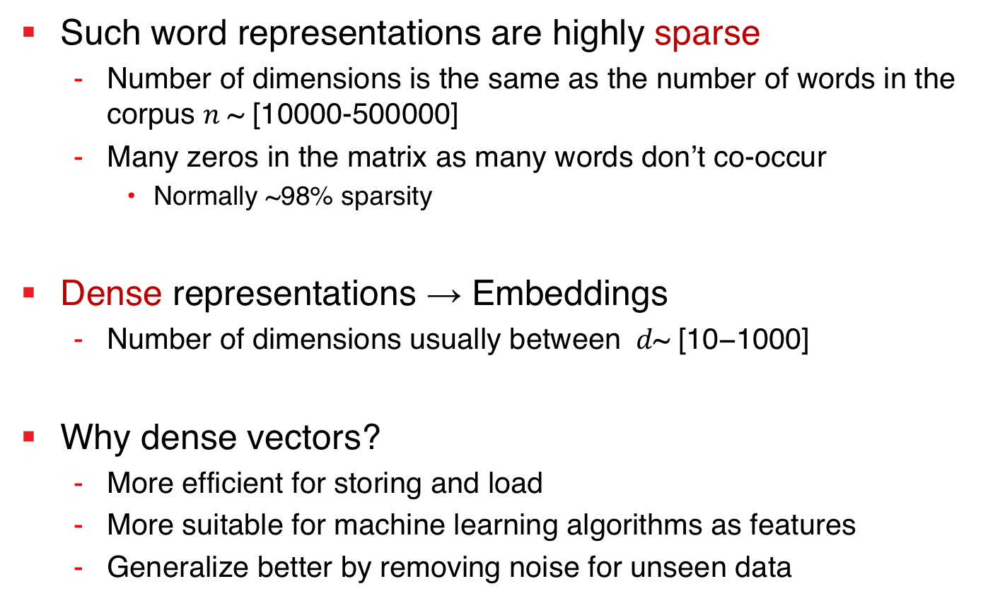 ▪ Such word representations are highly sparse
- Number of dimensions is the same as the number of words in the
corpus 𝑛 ~ [10000-500000]
- Many zeros in the matrix as many words don’t co-occur
• Normally ~98% sparsity
▪ Dense representations → Embeddings
- Number of dimensions usually between 𝑑~ [10–1000]
▪ Why dense vectors?
- More efficient for storing and load
- More suitable for machine learning algorithms as features
- Generalize better by removing noise for unseen data